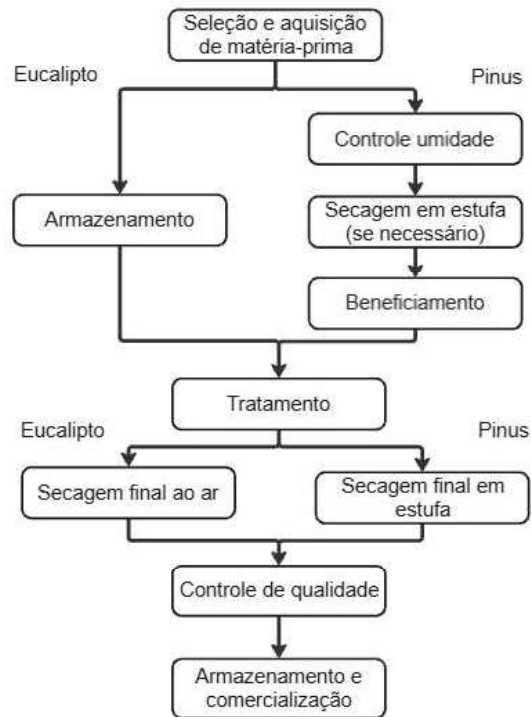 Seleção e aquisição
de matéria-prima
Eucalipto
Pinus
Controle umidade
Armazenamento
Secagem em estufa
(se necessário)
Beneficiamento
Tratamento
Eucalipto
Pinus
Secagem final ao ar
Secagem final em
estufa
Controle de qualidade
Armazenamento e
comercialização